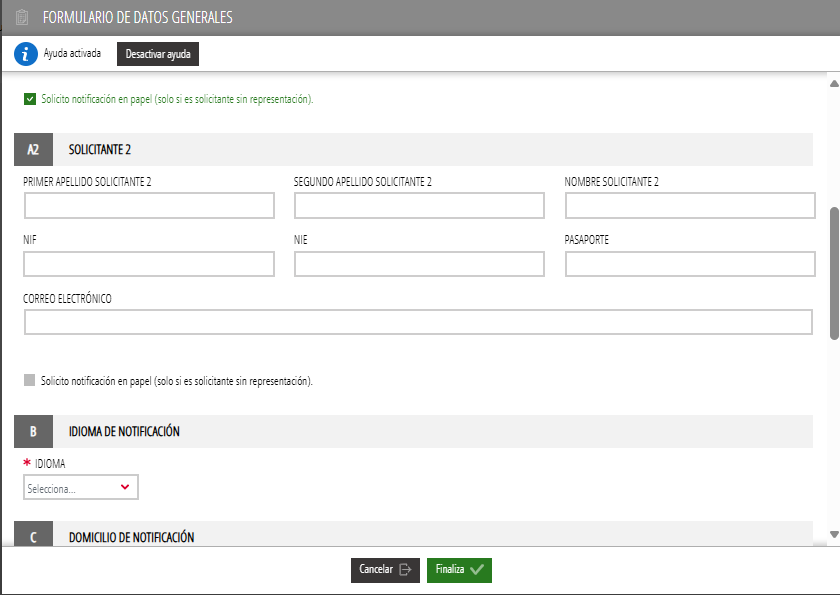 FORMULARIO DE DATOS GENERALES
Ayuda activada
Desactivar ayuda
Solicito notificación en papel (solo si es solicitante sin representación).
A2 SOLICITANTE 2
PRIMER APELLIDO SOLICITANTE 2 SEGUNDO APELLIDO SOLICITANTE 2 NOMBRE SOLICITANTE 2
NIF NIE PASAPORTE
CORREO ELECTRÓNICO
Solicito notificación en papel (solo si es solicitante sin representación).
B IDIOMA DE NOTIFICACIÓN
* IDIOMA
Selecciona...
C DOMICILIO DE NOTIFICACIÓN
Cancelar Finaliza